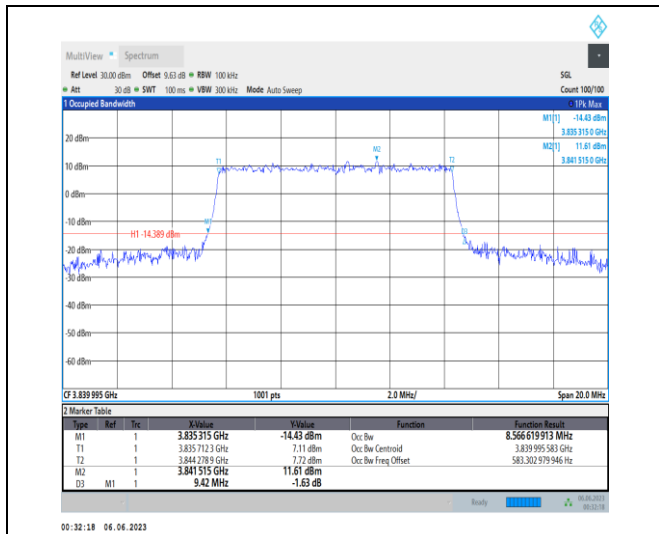 MultiView Spectrum
Ref Level 30.00 dBm Offset 9.63 dB RBW 100 kHz SGL
Att 30 dB SWT 100 ms VBW 300 kHz Mode Auto Sweep Count 100/100
1 Occupied Bandwidth 1Pk Max
M1[1] -14.43 dBm
3.835 315 0 GHz
M2[1] 11.61 dBm
3.841 515 0 GHz
20 dBm
M2
T1 T2
10 dBm
0 dBm
-10 dBm
M1
H1 -14.389 dBm
D3
-20 dBm
-30 dBm
-40 dBm
-50 dBm
-60 dBm
CF 3.839 995 GHz 1001 pts 2.0 MHz/ Span 20.0 MHz
2 Marker Table
Type Ref Trc X-Value Y-Value Function Function Result
M1 1 3.835 315 GHz -14.43 dBm Occ Bw 8.566 619 913 MHz
T1 1 3.835 712 3 GHz 7.11 dBm Occ Bw Centroid 3.839 995 583 GHz
T2 1 3.844 278 9 GHz 7.72 dBm Occ Bw Freq Offset 583.302 979 946 Hz
M2 1 3.841 515 GHz 11.61 dBm
D3 M1 1 9.42 MHz -1.63 dB
Ready 06.06.2023
00:32:18
00:32:18 06.06.2023